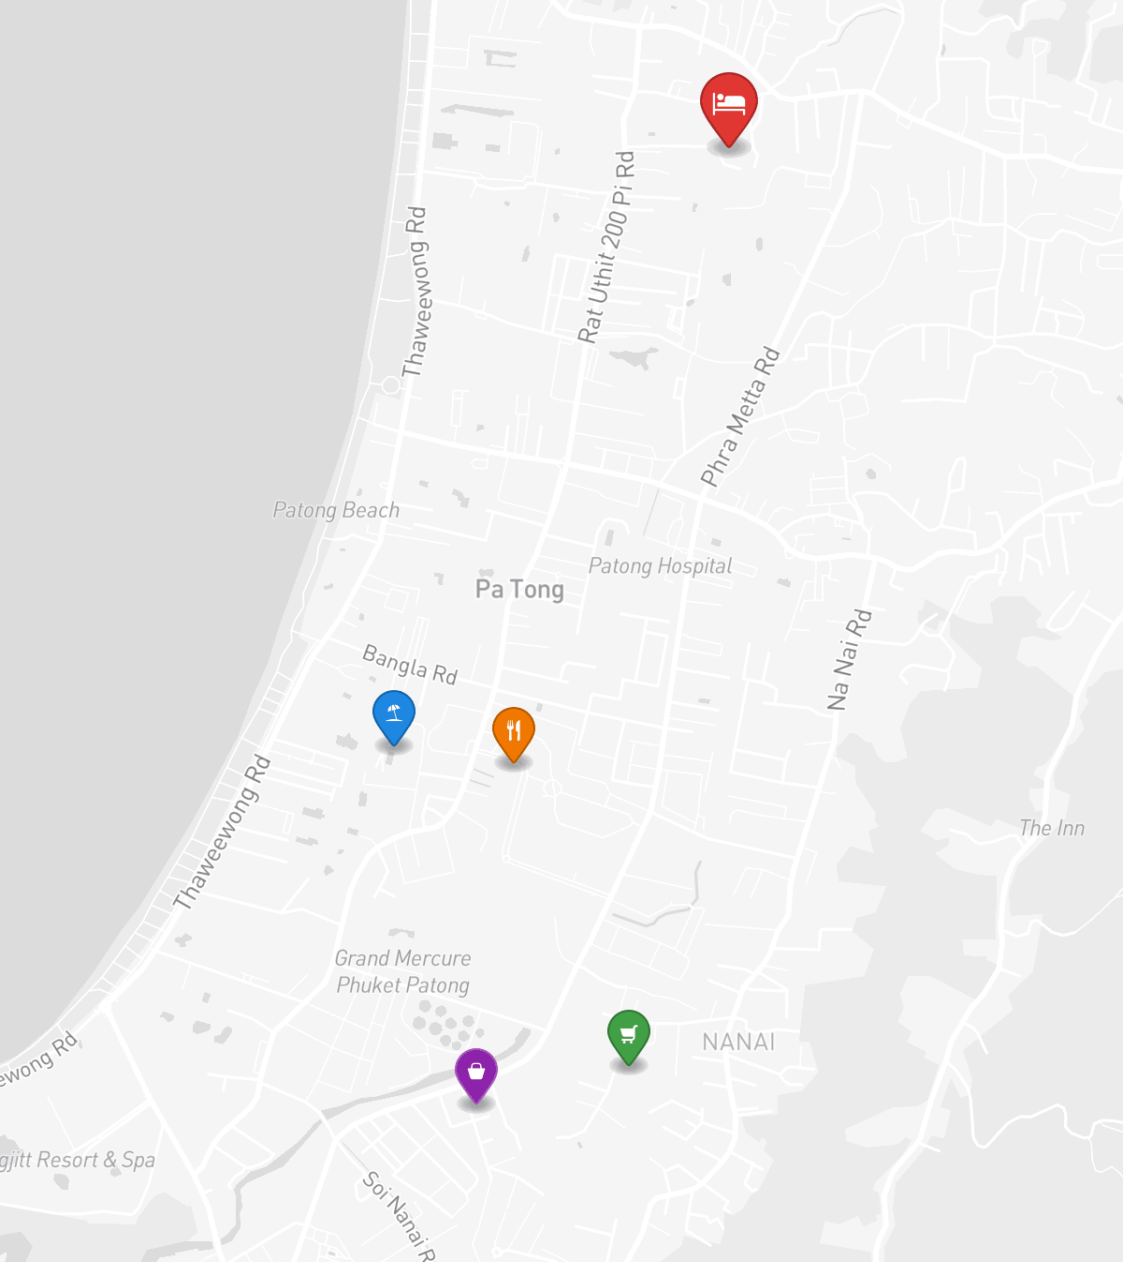 Thaweewong Rd
Rat Uthit 200 Pi Rd
Phra Metta Rd
Patong Beach
Patong Hospital
Pa Tong
Bangla Rd
Na Nai Rd
Thaweewong Rd
The Inn
Grand Mercure
Phuket Patong
NANAI
ewong Rd
gjitt Resort & Spa
Soi Nanai R